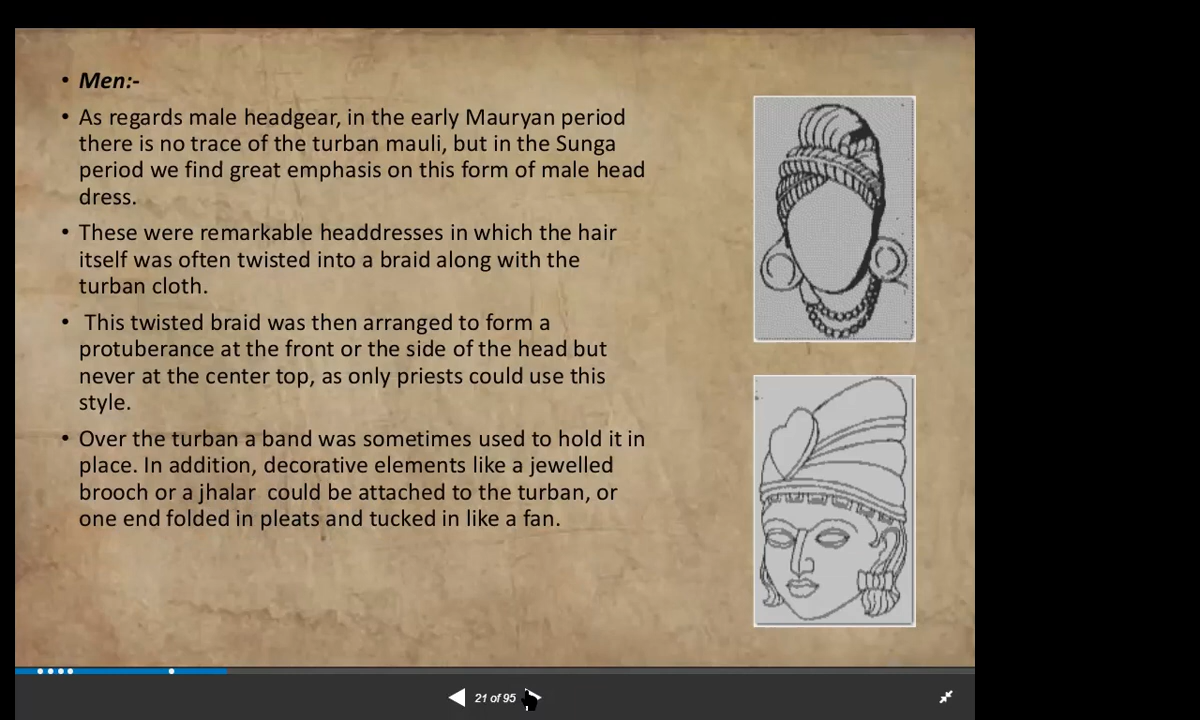 • Men:-
• As regards male headgear, in the early Mauryan period
there is no trace of the turban mauli, but in the Sunga
period we find great emphasis on this form of male head
dress.
• These were remarkable headdresses in which the hair
itself was often twisted into a braid along with the
turban cloth.
• This twisted braid was then arranged to form a
protuberance at the front or the side of the head but
never at the center top, as only priests could use this
style.
• Over the turban a band was sometimes used to hold it in
place. In addition, decorative elements like a jewelled
brooch or a jhalar could be attached to the turban, or
one end folded in pleats and tucked in like a fan.
21 of 95